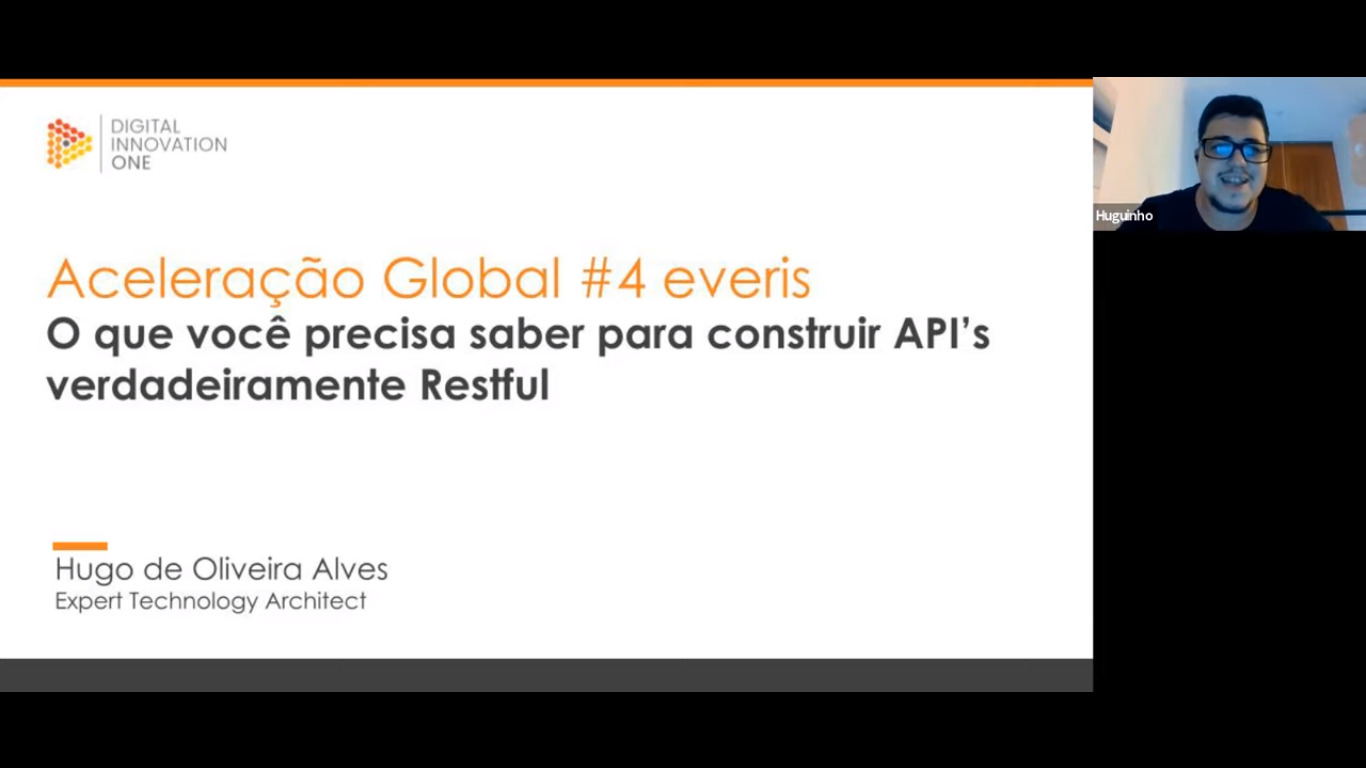 DIGITAL
INNOVATION
ONE
Aceleração Global #4 everis
O que você precisa saber para construir API's
verdadeiramente Restful
Hugo de Oliveira Alves
Expert Technology Architect
Huguinho